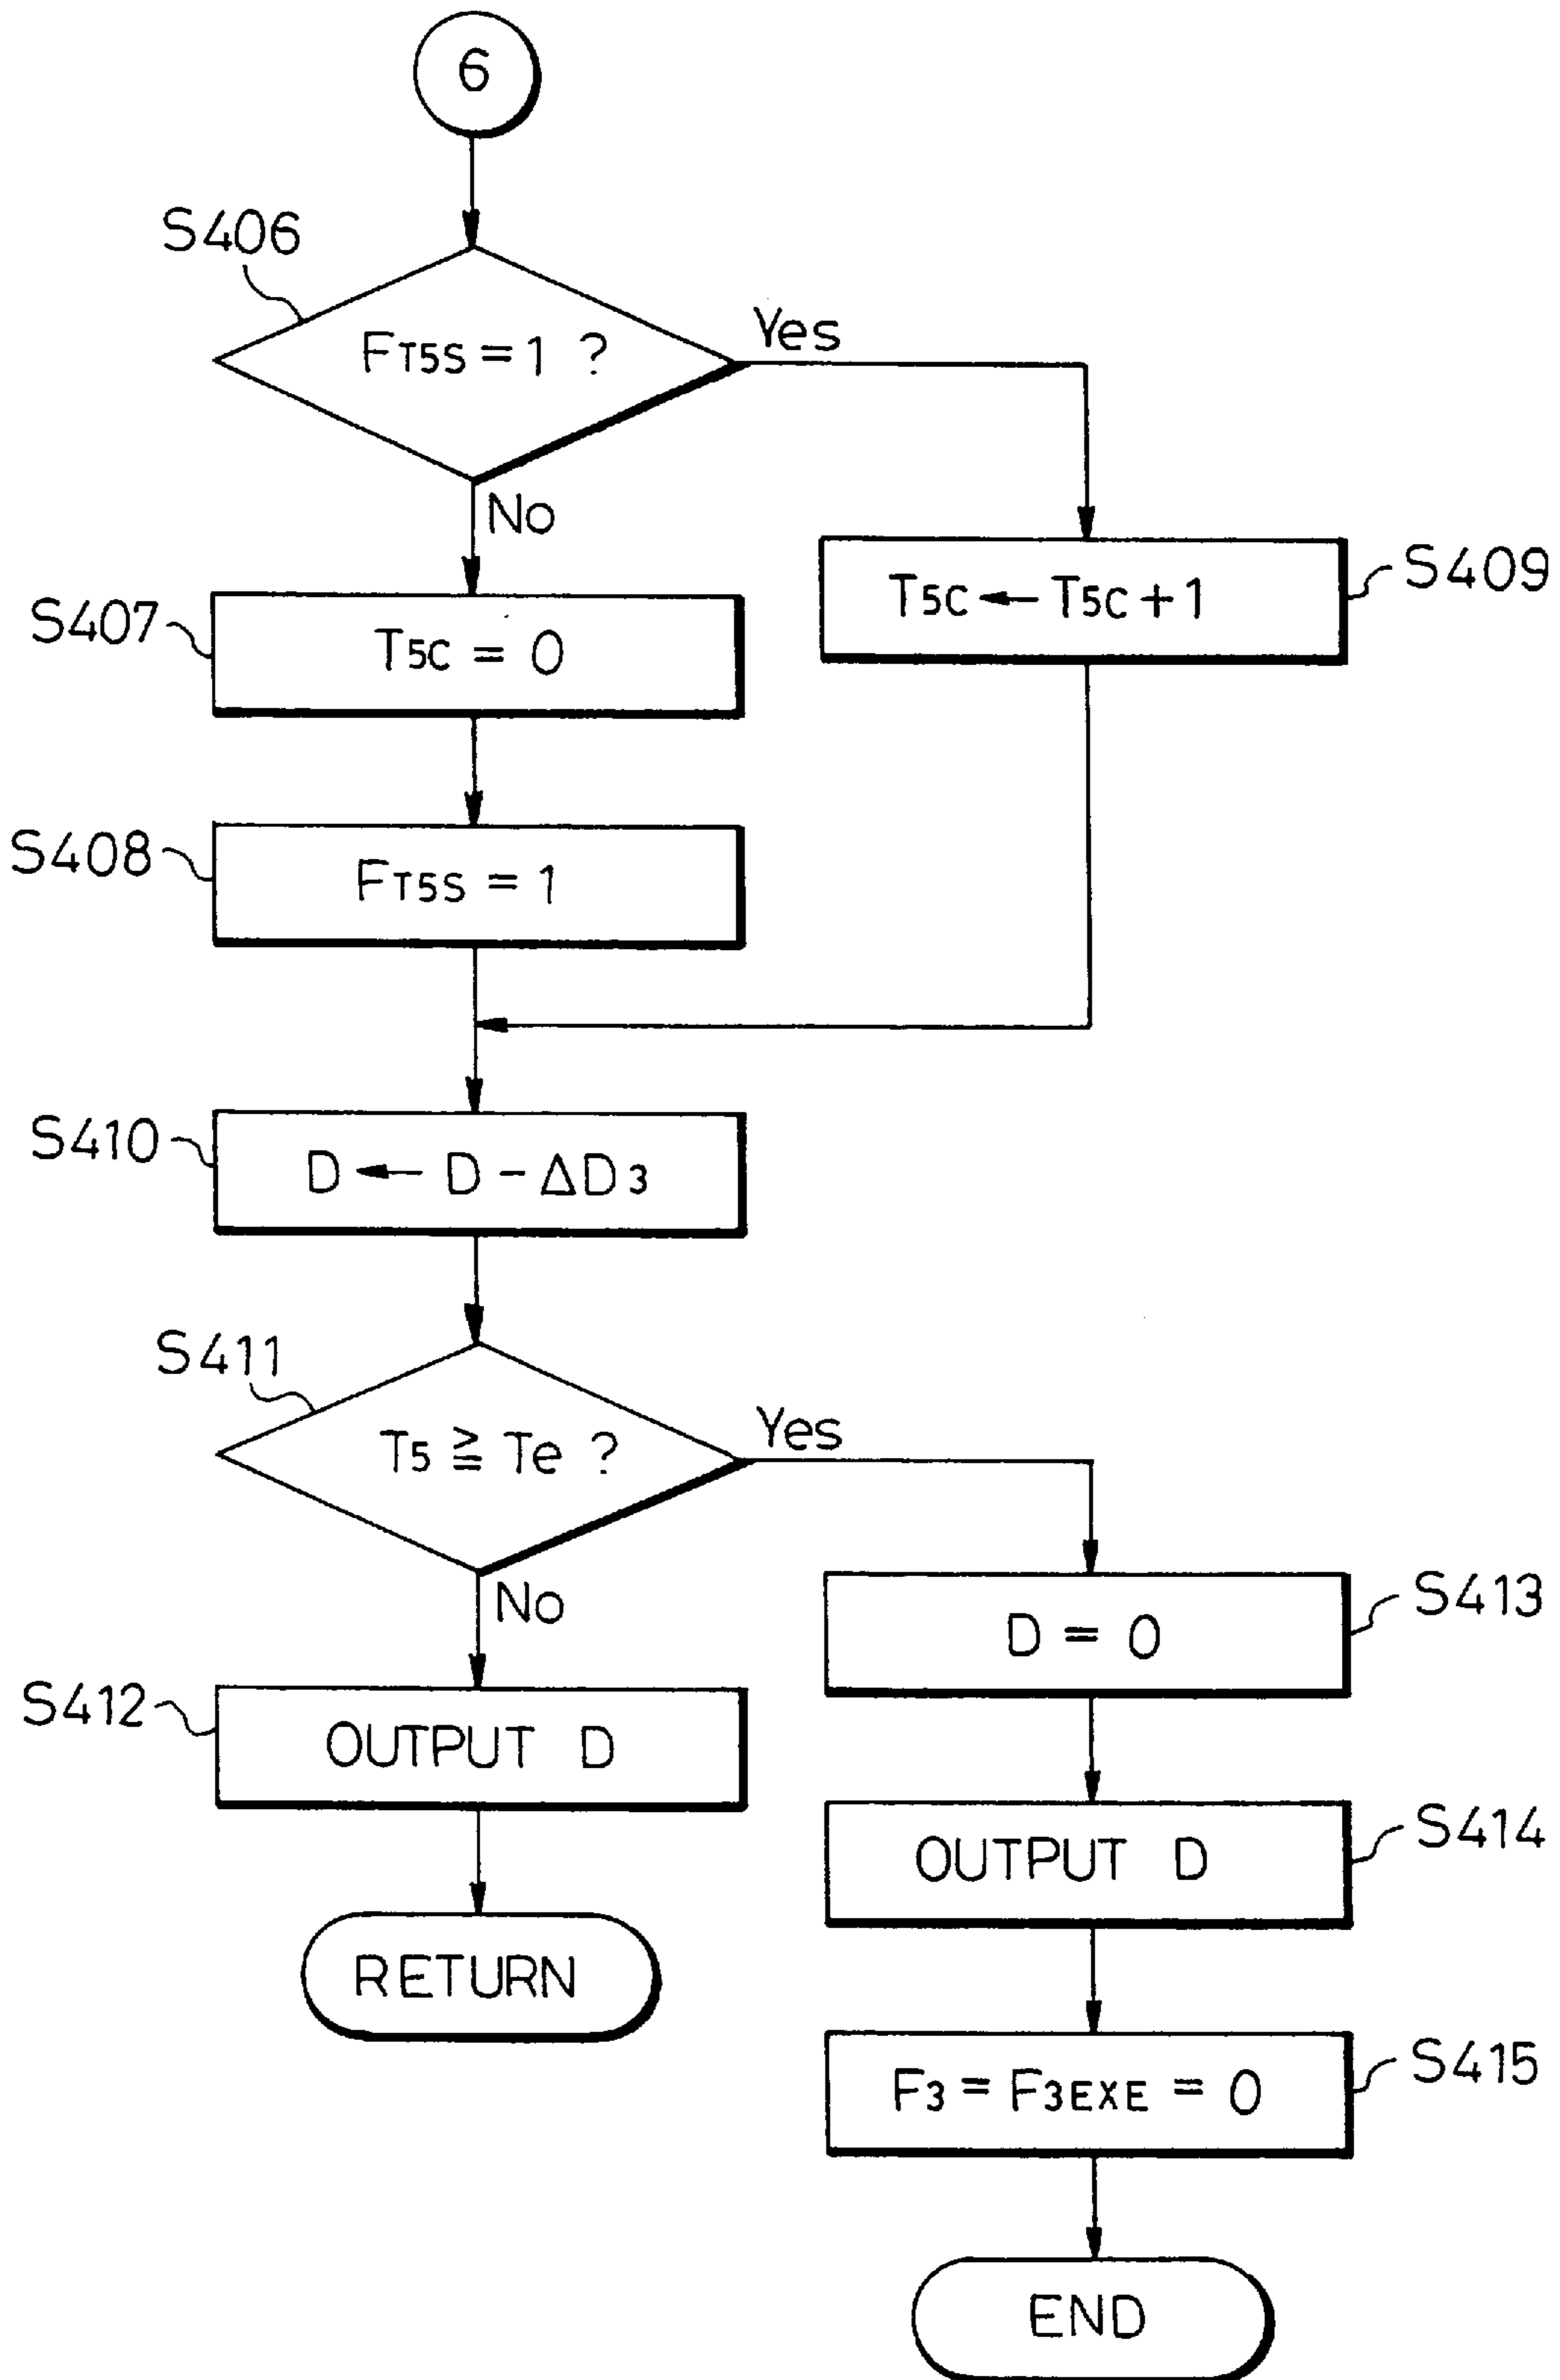 6
S406
FT5S = 1 ?
Yes
No
S407
T5C = 0
T5C ← T5C + 1
S409
S408
FT5S = 1
S410
D ← D - ΔD3
S411
T5 ≧ Te ?
Yes
No
S412
OUTPUT D
RETURN
D = 0
S413
OUTPUT D
S414
F3 = F3EXE = 0
S415
END